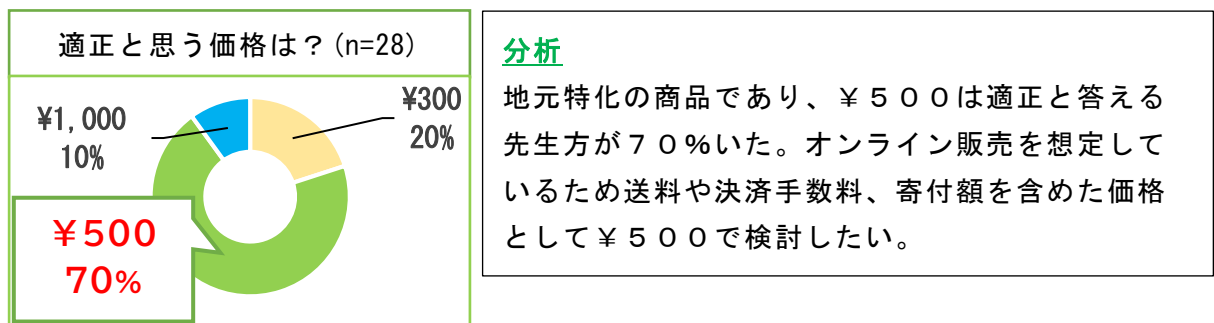 適正と思う価格は？(n=28)
¥1,000
10%
¥300
20%
￥500
70%
分析
地元特化の商品であり、￥５００は適正と答える
先生方が７０%いた。オンライン販売を想定して
いるため送料や決済手数料、寄付額を含めた価格
として￥５００で検討したい。